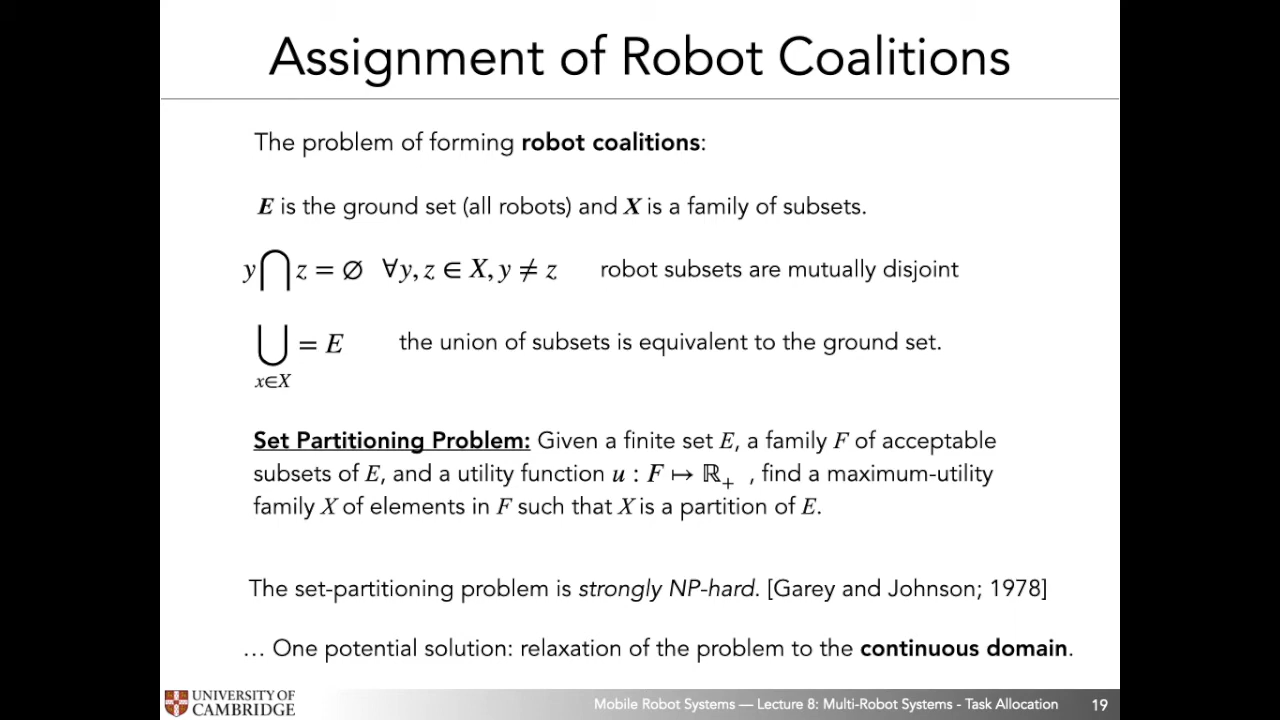 Assignment of Robot Coalitions
The problem of forming robot coalitions:
E is the ground set (all robots) and X is a family of subsets.
y⋂z = ∅ ∀y, z ∈ X, y ≠ z robot subsets are mutually disjoint
⋃ = E the union of subsets is equivalent to the ground set.
x∈X
Set Partitioning Problem: Given a finite set E, a family F of acceptable
subsets of E, and a utility function u : F ↦ ℝ₊ , find a maximum-utility
family X of elements in F such that X is a partition of E.
The set-partitioning problem is strongly NP-hard. [Garey and Johnson; 1978]
… One potential solution: relaxation of the problem to the continuous domain.
UNIVERSITY OF
CAMBRIDGE
Mobile Robot Systems — Lecture 8: Multi-Robot Systems - Task Allocation 19